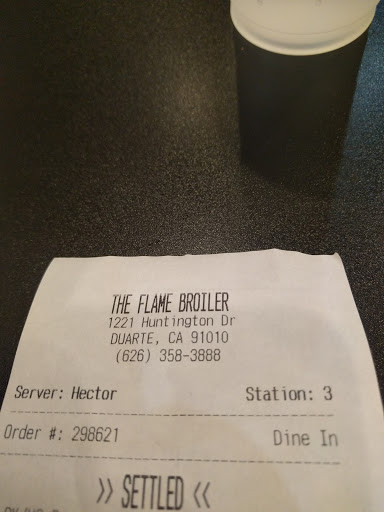 THE FLAME BROILER
1221 Huntington Dr
DUARTE, CA 91010
(626) 358-3888
Server: Hector Station: 3
Order #: 298621 Dine In
>> SETTLED <<